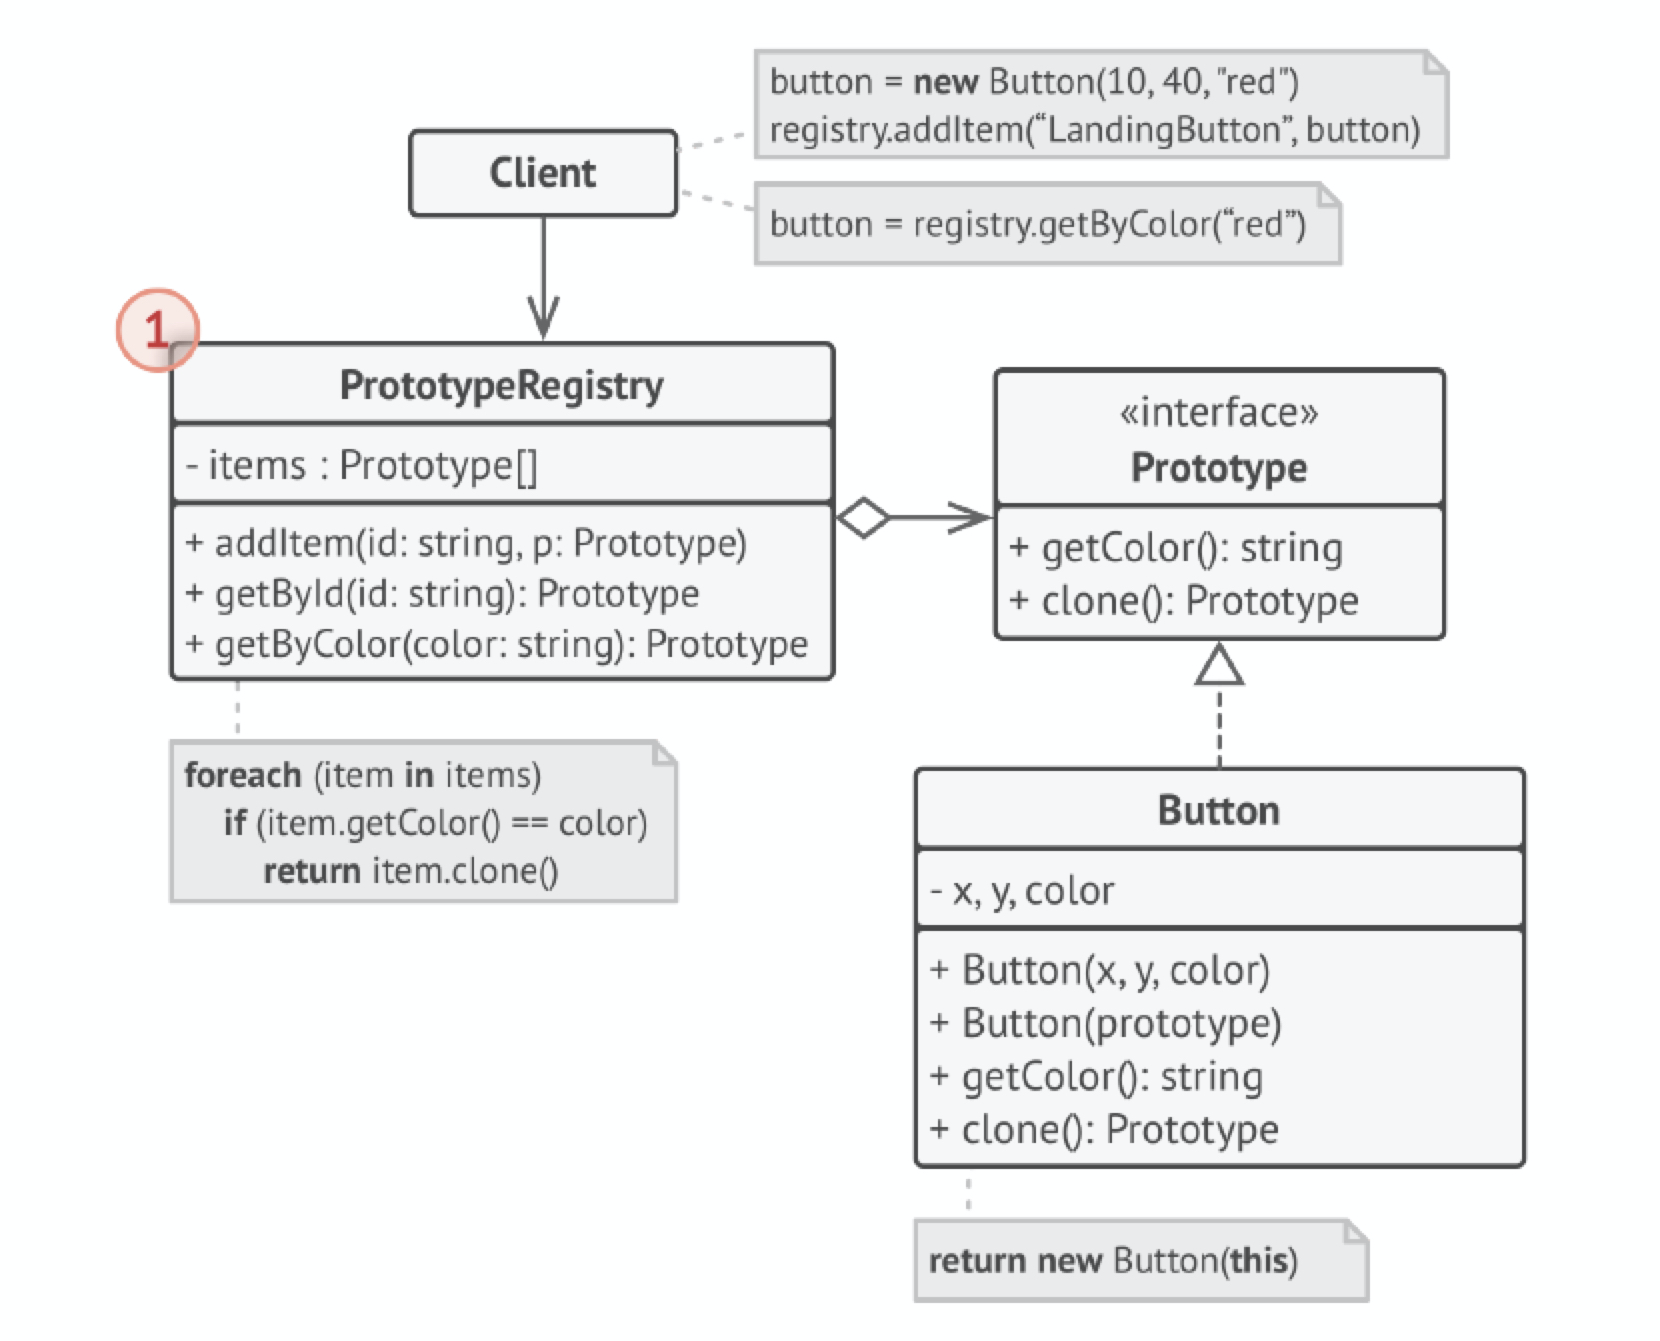 button = new Button(10, 40, "red")
registry.addItem(“LandingButton”, button)
Client
button = registry.getByColor(“red”)
1
PrototypeRegistry
- items : Prototype[]
+ addItem(id: string, p: Prototype)
+ getById(id: string): Prototype
+ getByColor(color: string): Prototype
«interface»
Prototype
+ getColor(): string
+ clone(): Prototype
foreach (item in items)
if (item.getColor() == color)
return item.clone()
Button
- x, y, color
+ Button(x, y, color)
+ Button(prototype)
+ getColor(): string
+ clone(): Prototype
return new Button(this)